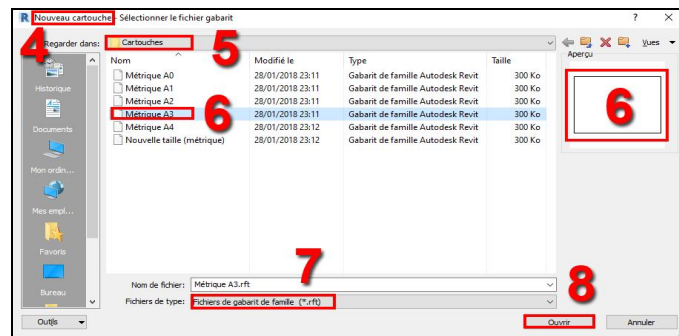 R Nouveau cartouche - Sélectionner le fichier gabarit ? X
4 Regarder dans: Cartouches 5 Vues
Nom Modifié le Type Taille Aperçu
Métrique A0 28/01/2018 23:11 Gabarit de famille Autodesk Revit 300 Ko
Métrique A1 28/01/2018 23:11 Gabarit de famille Autodesk Revit 300 Ko
Métrique A2 28/01/2018 23:11 Gabarit de famille Autodesk Revit 300 Ko
Métrique A3 6 28/01/2018 23:11 Gabarit de famille Autodesk Revit 300 Ko 6
Métrique A4 28/01/2018 23:12 Gabarit de famille Autodesk Revit 300 Ko
Nouvelle taille (métrique) 28/01/2018 23:12 Gabarit de famille Autodesk Revit 300 Ko
Historique
Documents
Mon ordin...
Mes empl...
Favoris
Bureau
7
Nom de fichier: Métrique A3.rft
8
Fichiers de type: Fichiers de gabarit de famille (*.rft)
Outils Ouvrir Annuler